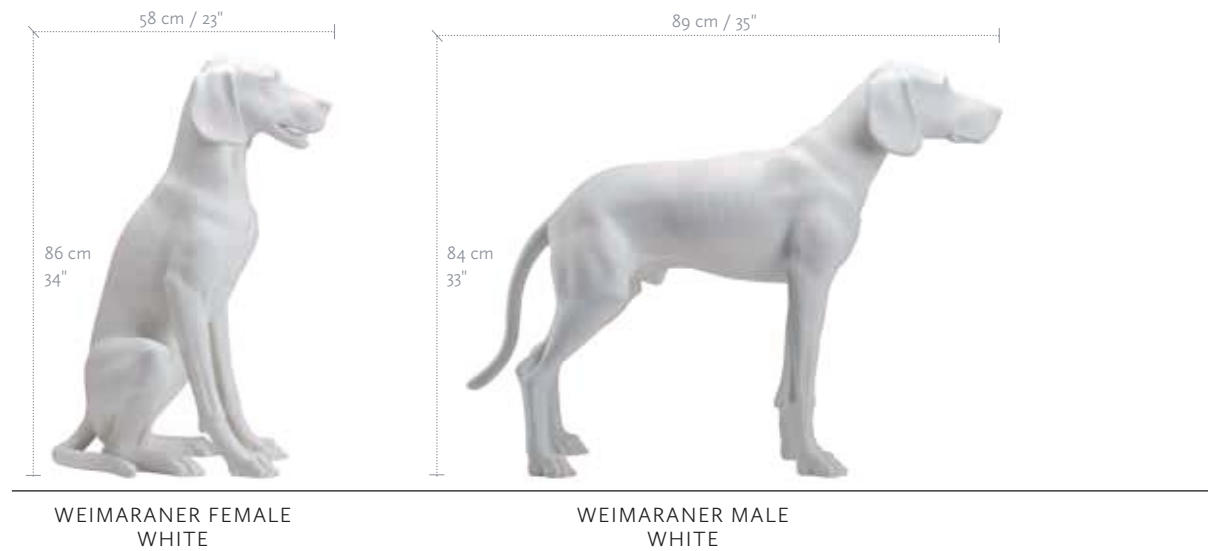 58 cm / 23"
89 cm / 35"
86 cm
34"
84 cm
33"
WEIMARANER FEMALE
WHITE
WEIMARANER MALE
WHITE